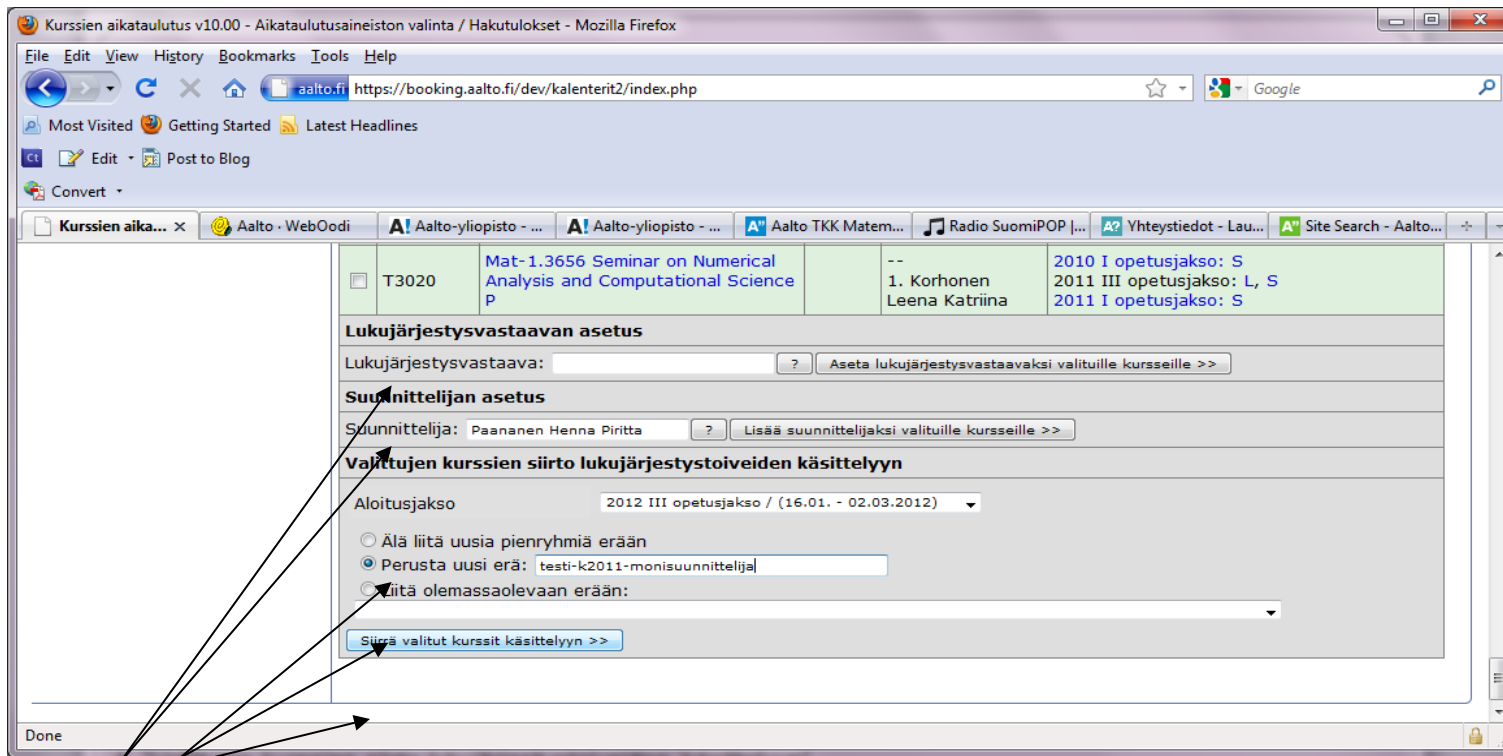 Kurssien aikataulutus v10.00 - Aikataulutusaineiston valinta / Hakutulokset - Mozilla Firefox
File Edit View History Bookmarks Tools Help
aalto.fi https://booking.aalto.fi/dev/kalenterit2/index.php Google
Most Visited Getting Started Latest Headlines
Ct Edit Post to Blog
Convert
Kurssien aika... Aalto - WebOodi A! Aalto-yliopisto - ... A! Aalto-yliopisto - ... A" Aalto TKK Matem... Radio SuomiPOP |... A? Yhteystiedot - Lau... A" Site Search - Aalto...
T3020
Mat-1.3656 Seminar on Numerical
Analysis and Computational Science
P
--
1. Korhonen
Leena Katriina
2010 I opetusjakso: S
2011 III opetusjakso: L, S
2011 I opetusjakso: S
Lukujärjestysvastaavan asetus
Lukujärjestysvastaava: ? Aseta lukujärjestysvastaavaksi valituille kursseille >>
Suunnittelijan asetus
Suunnittelija: Paananen Henna Piritta ? Lisää suunnittelijaksi valituille kursseille >>
Valittujen kurssien siirto lukujärjestystoiveiden käsittelyyn
Aloitusjakso 2012 III opetusjakso / (16.01. - 02.03.2012)
Älä liitä uusia pienryhmiä erään
Perusta uusi erä: testi-k2011-monisuunnittelija
Liitä olemassaolevaan erään:
Siirrä valitut kurssit käsittelyyn >>
Done